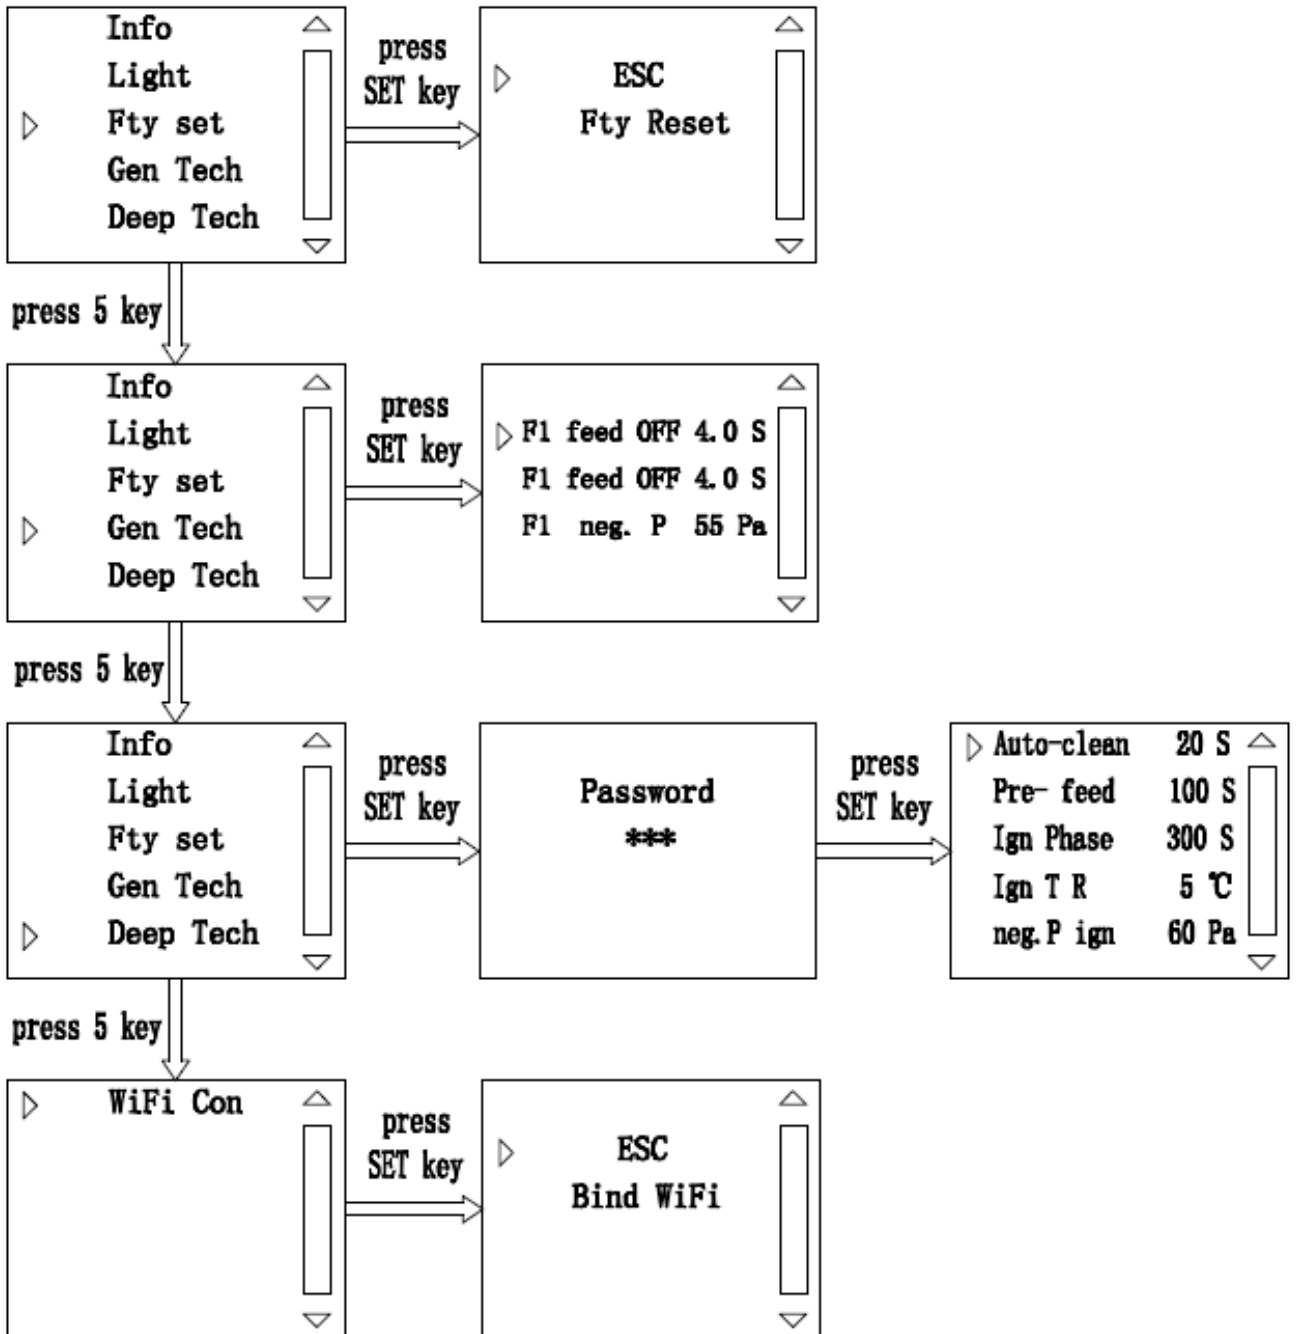 Info
Light
Fty set
Gen Tech
Deep Tech
press
SET key
ESC
Fty Reset
press 5 key
Info
Light
Fty set
Gen Tech
Deep Tech
press
SET key
F1 feed OFF 4.0 S
F1 feed OFF 4.0 S
F1 neg. P 55 Pa
press 5 key
Info
Light
Fty set
Gen Tech
Deep Tech
press
SET key
Password
***
press
SET key
Auto-clean 20 S
Pre- feed 100 S
Ign Phase 300 S
Ign T R 5 ℃
neg.P ign 60 Pa
press 5 key
WiFi Con
press
SET key
ESC
Bind WiFi